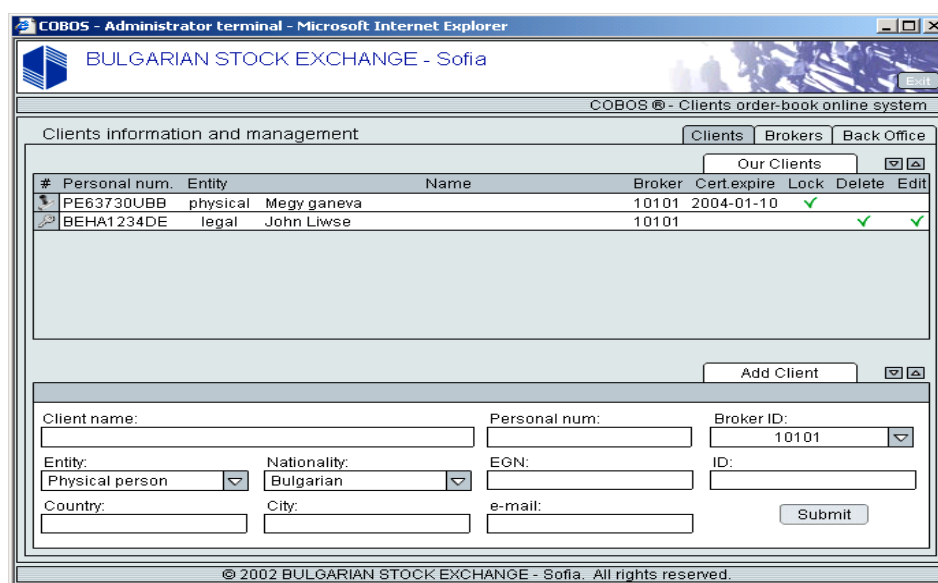 COBOS - Administrator terminal - Microsoft Internet Explorer
BULGARIAN STOCK EXCHANGE - Sofia
Exit
COBOS ® - Clients order-book online system
Clients information and management Clients Brokers Back Office
Our Clients
# Personal num. Entity Name Broker Cert.expire Lock Delete Edit
PE63730UBB physical Megy ganeva 10101 2004-01-10
BEHA1234DE legal John Liwse 10101
Add Client
Client name: Personal num: Broker ID:
10101
Entity: Nationality: EGN: ID:
Physical person Bulgarian
Country: City: e-mail:
Submit
© 2002 BULGARIAN STOCK EXCHANGE - Sofia. All rights reserved.